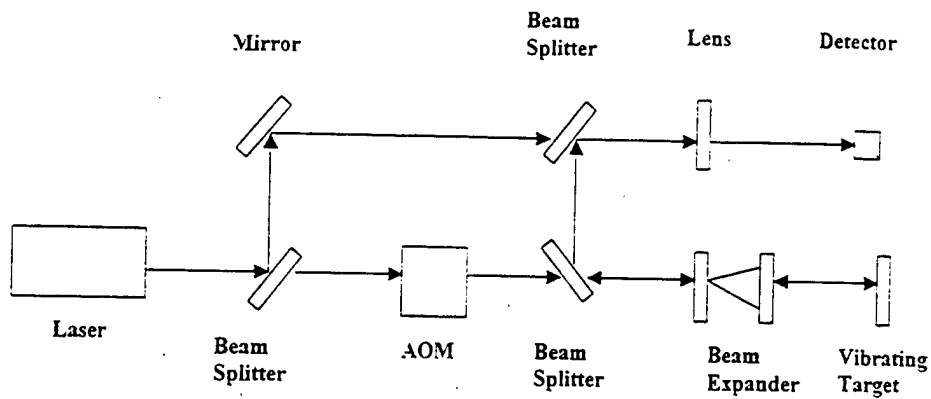 Mirror
Beam
Splitter
Lens
Detector
Laser
Beam
Splitter
AOM
Beam
Splitter
Beam
Expander
Vibrating
Target